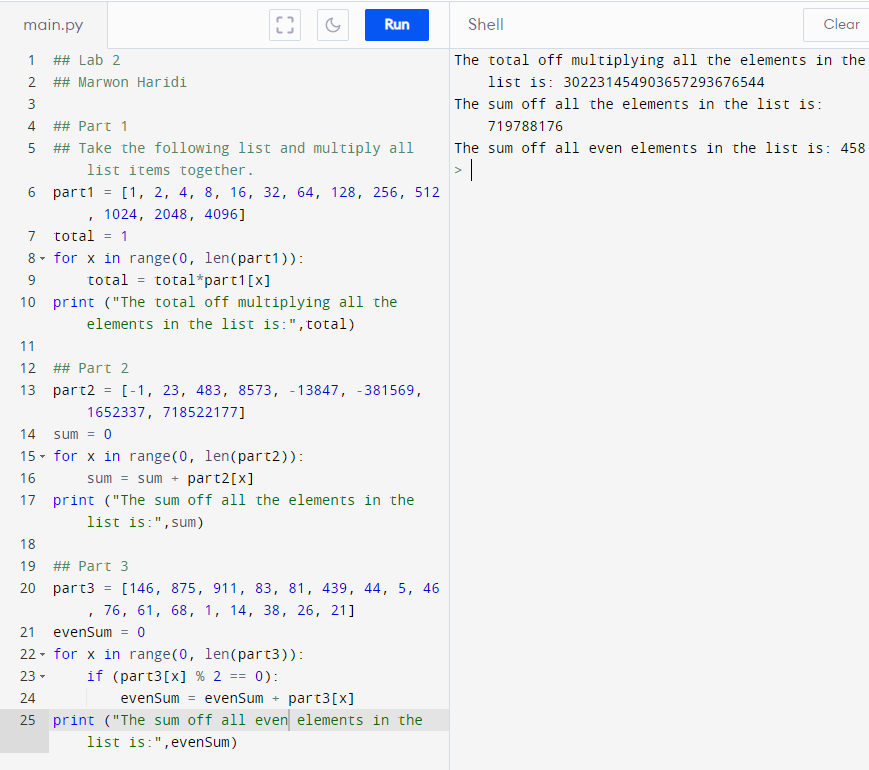 main.py
Run
Shell
Clear
1 ## Lab 2
2 ## Marwon Haridi
3
4 ## Part 1
5 ## Take the following list and multiply all
list items together.
6 part1 = [1, 2, 4, 8, 16, 32, 64, 128, 256, 512
, 1024, 2048, 4096]
7 total = 1
8 for x in range(0, len(part1)):
9 total = total*part1[x]
10 print ("The total off multiplying all the
elements in the list is:",total)
11
12 ## Part 2
13 part2 = [-1, 23, 483, 8573, -13847, -381569,
1652337, 718522177]
14 sum = 0
15 for x in range(0, len(part2)):
16 sum = sum + part2[x]
17 print ("The sum off all the elements in the
list is:",sum)
18
19 ## Part 3
20 part3 = [146, 875, 911, 83, 81, 439, 44, 5, 46
, 76, 61, 68, 1, 14, 38, 26, 21]
21 evenSum = 0
22 for x in range(0, len(part3)):
23 if (part3[x] % 2 == 0):
24 evenSum = evenSum + part3[x]
25 print ("The sum off all even elements in the
list is:",evenSum)
The total off multiplying all the elements in the
list is: 302231454903657293676544
The sum off all the elements in the list is:
719788176
The sum off all even elements in the list is: 458
>